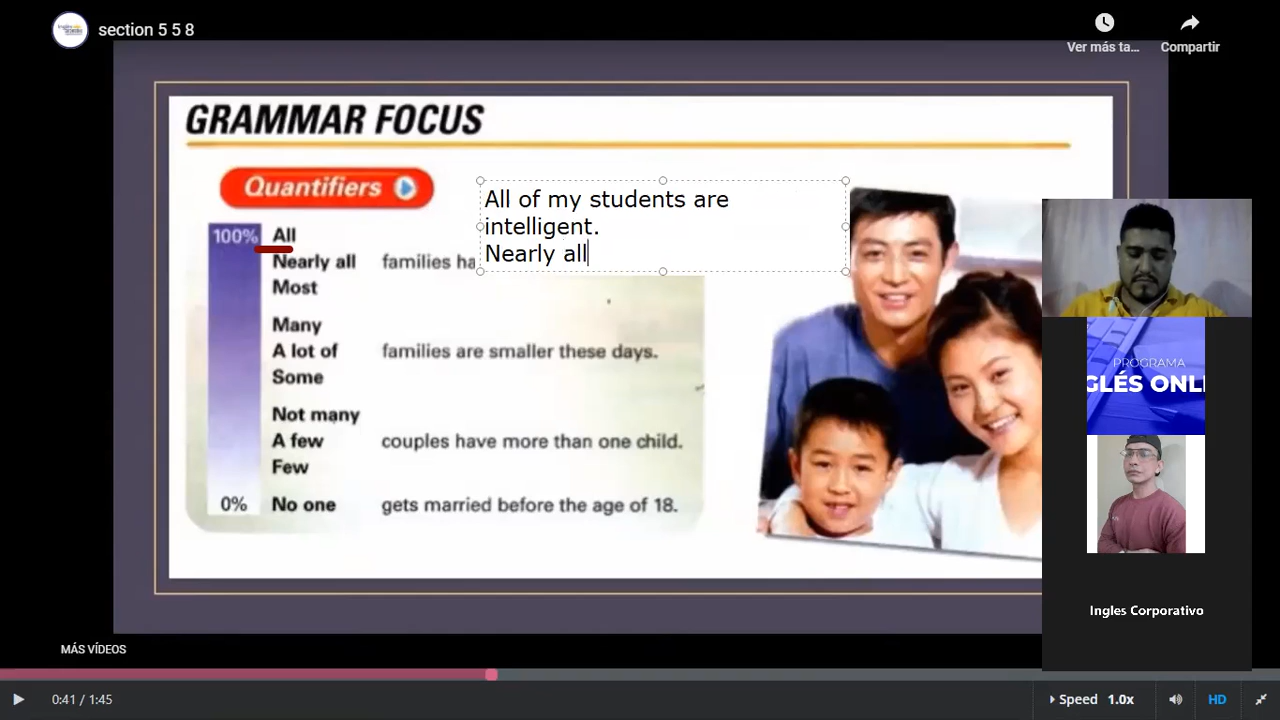 section 5 5 8
Ver más ta...
Compartir
GRAMMAR FOCUS
Quantifiers
All of my students are
intelligent.
Nearly all
100% All
Nearly all families ha
Most
Many
A lot of families are smaller these days.
Some
Not many
A few couples have more than one child.
Few
0% No one gets married before the age of 18.
PROGRAMA
GLÉS ONL
Ingles Corporativo
MÁS VÍDEOS
0:41 / 1:45
Speed 1.0x
HD